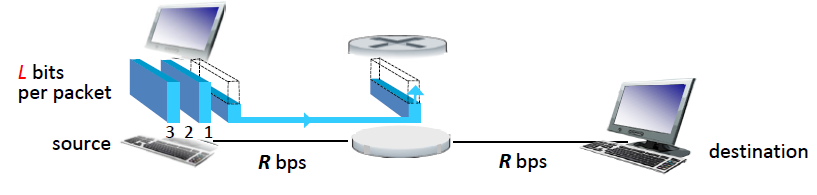 L bits
per packet
source
3 2 1
R bps
R bps
destination